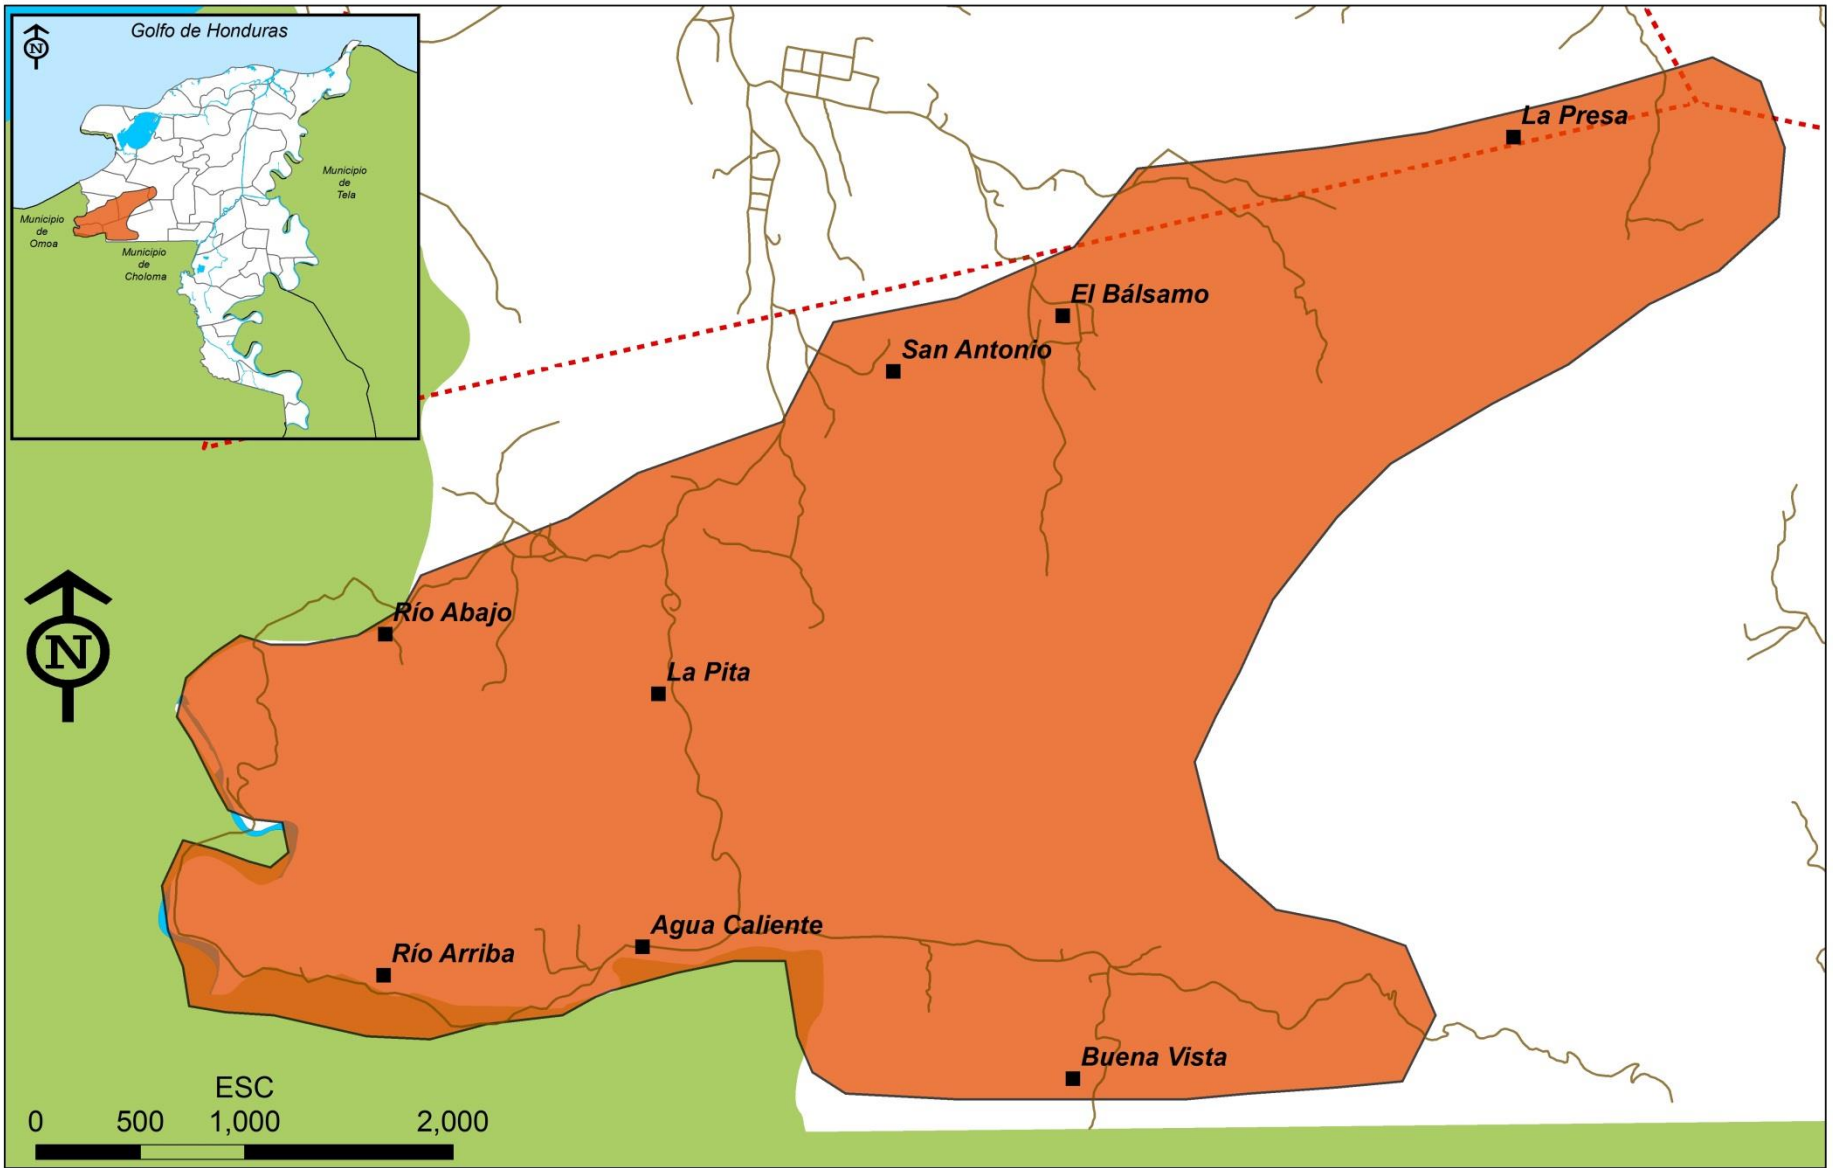 N
Golfo de Honduras
Municipio
de
Tela
Municipio
de
Omoa
Municipio
de
Choloma
La Presa
El Bálsamo
San Antonio
Río Abajo
N
La Pita
Agua Caliente
Río Arriba
Buena Vista
ESC
0 500 1,000 2,000